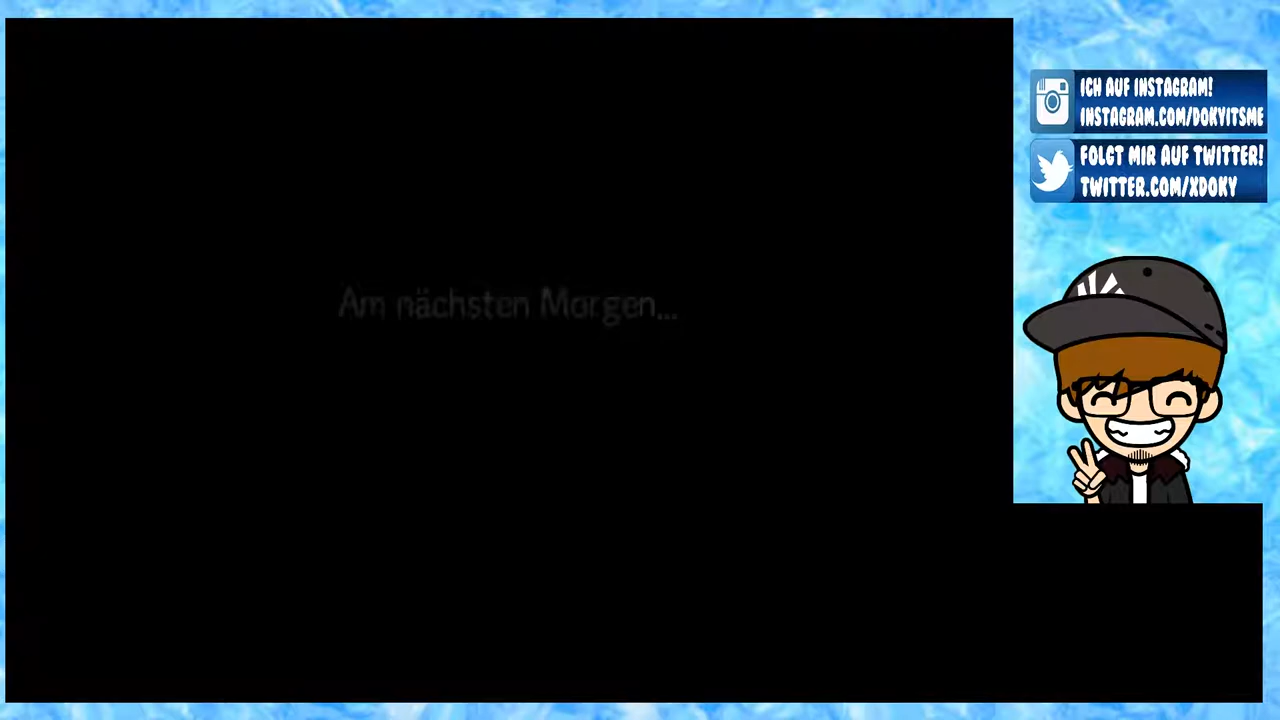 Am nächsten Morgen...
ICH AUF INSTAGRAM!
INSTAGRAM.COM/DOKYITSME
FOLGT MIR AUF TWITTER!
TWITTER.COM/XDOKY